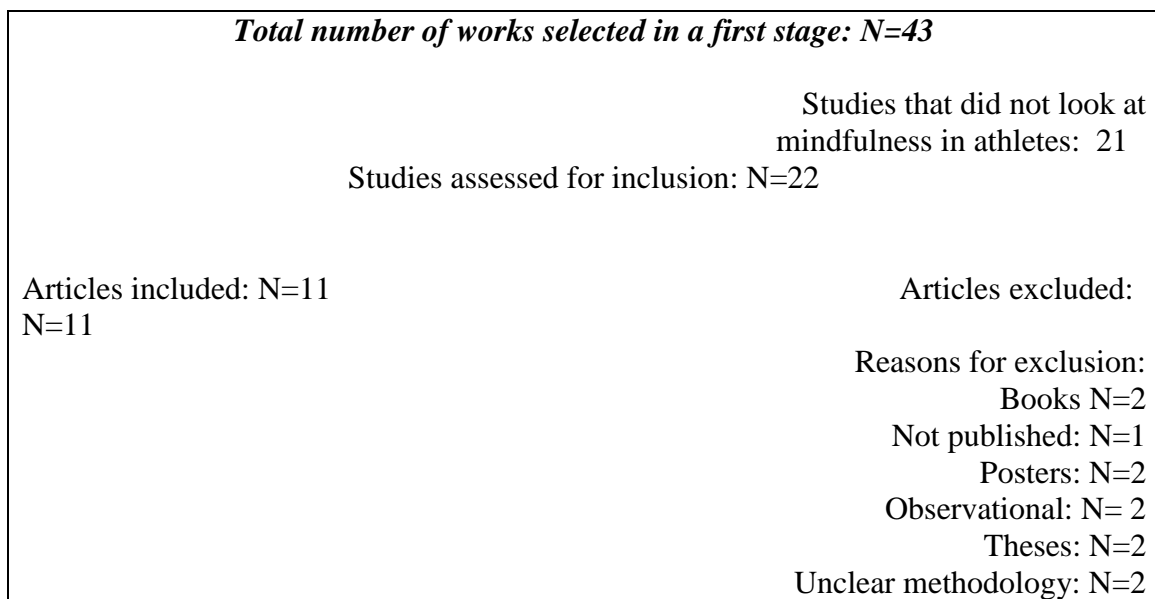 Total number of works selected in a first stage: N=43
Studies that did not look at
mindfulness in athletes: 21
Studies assessed for inclusion: N=22
Articles included: N=11 Articles excluded:
N=11
Reasons for exclusion:
Books N=2
Not published: N=1
Posters: N=2
Observational: N= 2
Theses: N=2
Unclear methodology: N=2